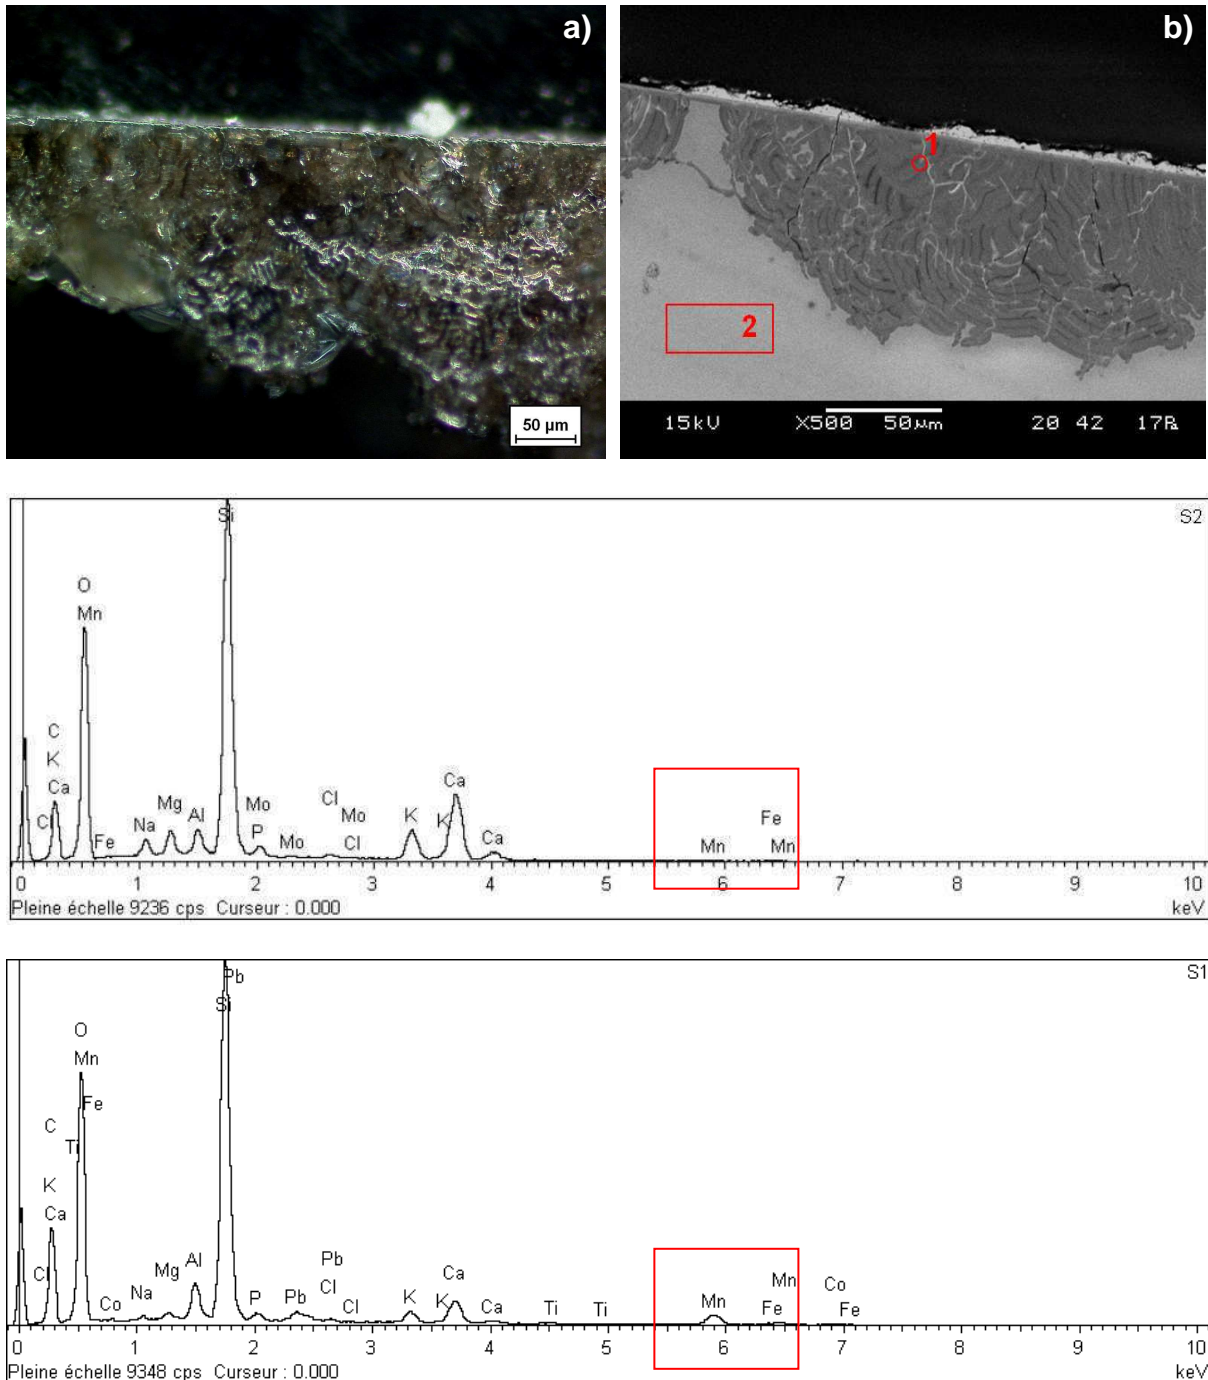 a)
50 µm
b)
1
2
15kV X500 50µm 20 42
S2
Si
O
Mn
C
K
Ca
Cl
Fe
Na
Mg
Al
Mo
P
Mo
Cl
Mo
Cl
K
K
Ca
Ca
Mn
Fe
Mn
0 1 2 3 4 5 6 7 8 9 10
Pleine échelle 9236 cps Curseur : 0.000 keV
S1
Pb
Si
O
Mn
Fe
C
Ti
K
Ca
Cl
Co
Na
Mg
Al
P
Pb
Pb
Cl
Cl
K
K
Ca
Ca
Ti
Ti
Mn
Mn
Fe
Co
Fe
0 1 2 3 4 5 6 7 8 9 10
Pleine échelle 9348 cps Curseur : 0.000 keV